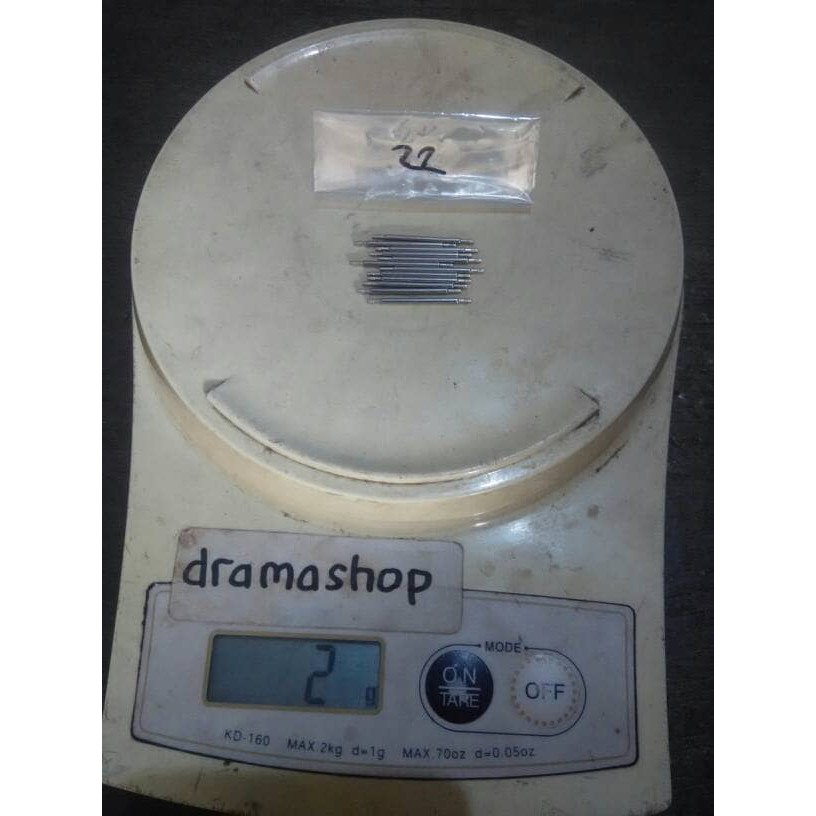 22
dramashop
MODE
2 g
ON
TARE
OFF
KD-160 MAX 2kg d=1g MAX 70oz d=0.05oz